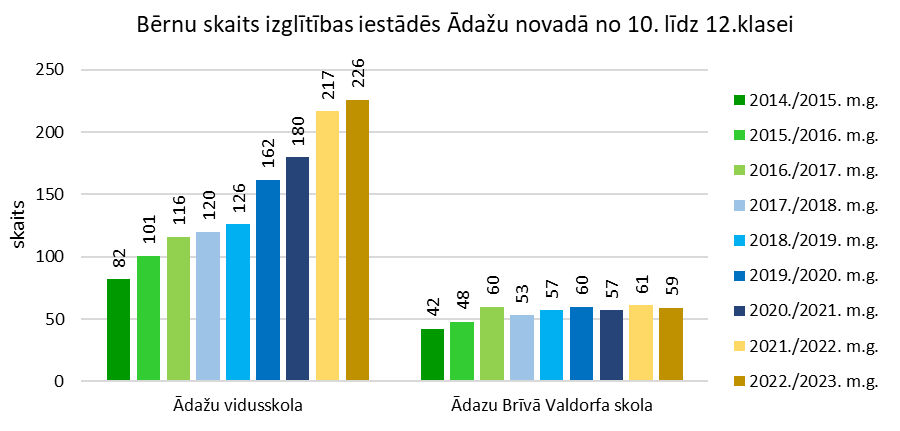 Bērnu skaits izglītības iestādēs Ādažu novadā no 10. līdz 12.klasei
250
200
150
100
50
0
skaits
82
101
116
120
126
162
180
217
226
42
48
60
53
57
60
57
61
59
Ādažu vidusskola
Ādazu Brīvā Valdorfa skola
2014./2015. m.g.
2015./2016. m.g.
2016./2017. m.g.
2017./2018. m.g.
2018./2019. m.g.
2019./2020. m.g.
2020./2021. m.g.
2021./2022. m.g.
2022./2023. m.g.